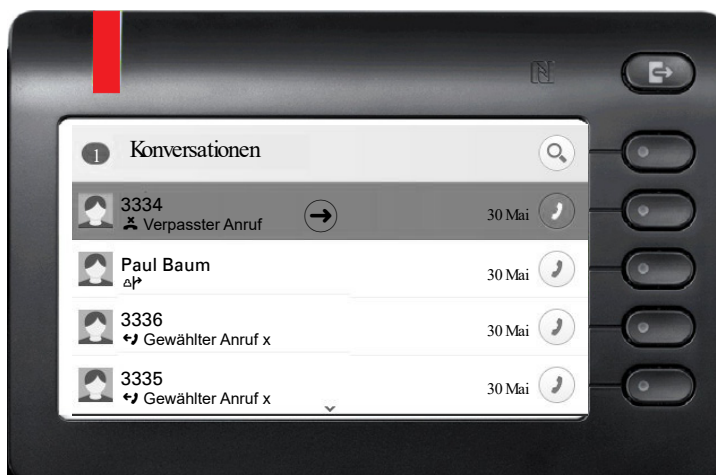 1 Konversationen
3334
Verpasster Anruf
30 Mai
Paul Baum
30 Mai
3336
Gewählter Anruf x
30 Mai
3335
Gewählter Anruf x
30 Mai